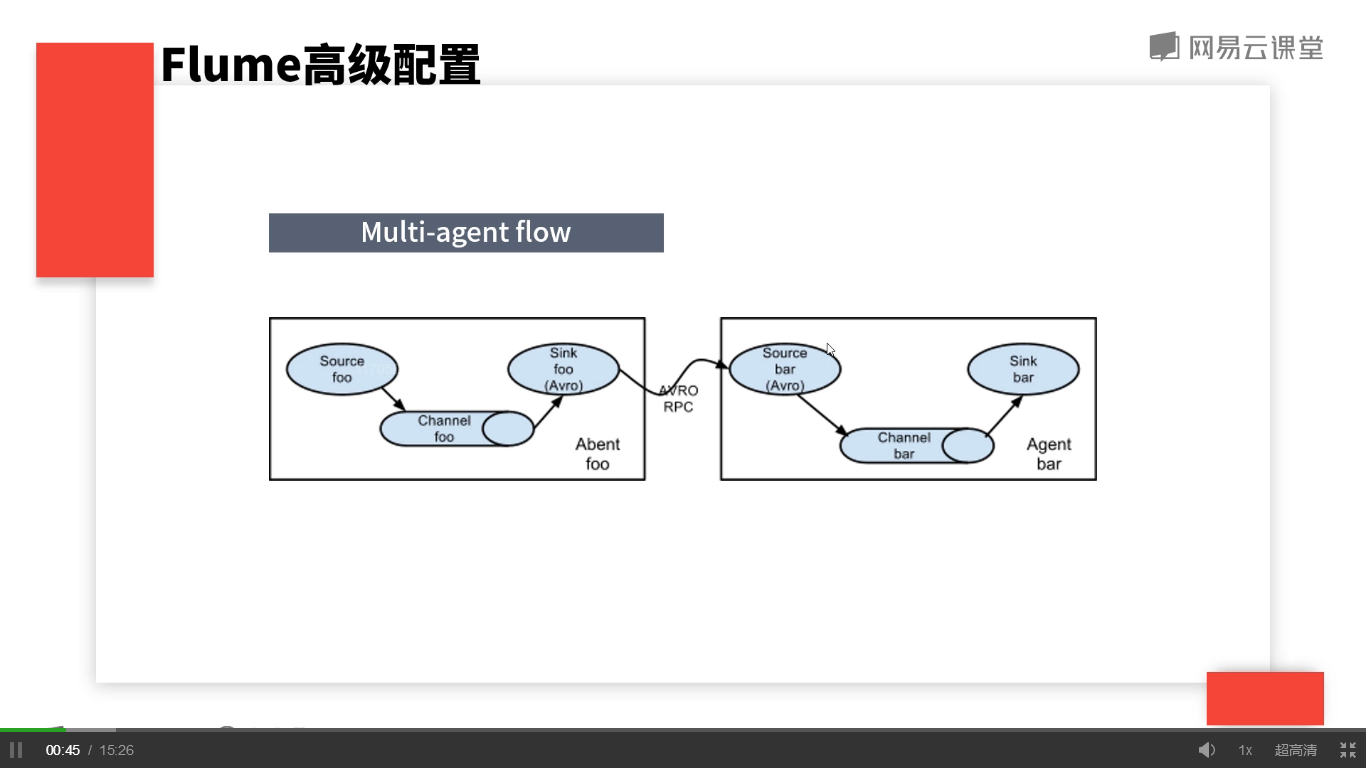 Flume高级配置
网易云课堂
Multi-agent flow
Source
foo
Channel
foo
Sink
foo
(Avro)
Abent
foo
AVRO
RPC
Source
bar
(Avro)
Channel
bar
Sink
bar
Agent
bar
00:45 / 15:26
1x
超高清